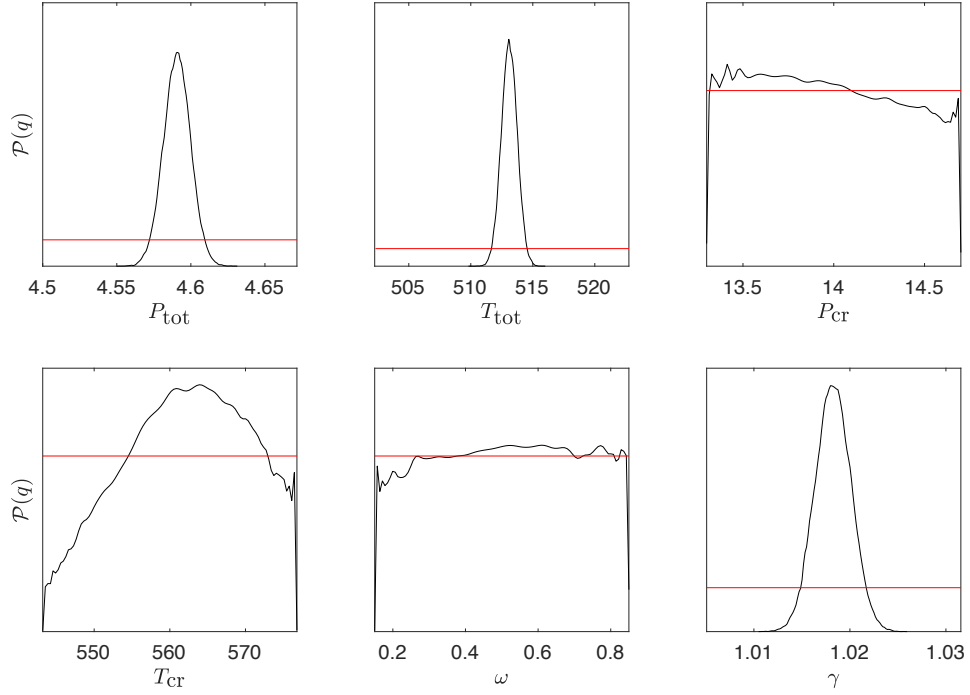 𝒫(q)
4.5 4.55 4.6 4.65
P_tot
505 510 515 520
T_tot
13.5 14 14.5
P_cr
𝒫(q)
550 560 570
T_cr
0.2 0.4 0.6 0.8
ω
1.01 1.02 1.03
γ